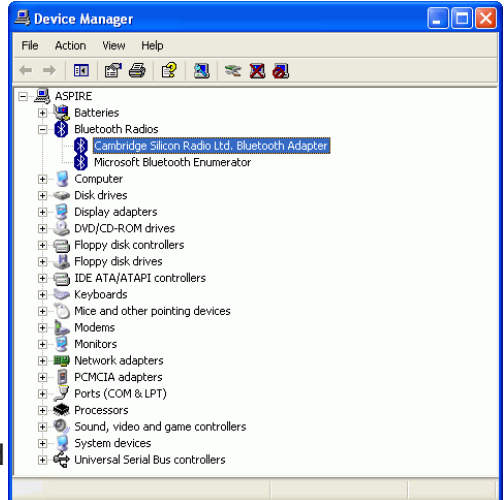 Device Manager
File Action View Help
ASPIRE
Batteries
Bluetooth Radios
Cambridge Silicon Radio Ltd. Bluetooth Adapter
Microsoft Bluetooth Enumerator
Computer
Disk drives
Display adapters
DVD/CD-ROM drives
Floppy disk controllers
Floppy disk drives
IDE ATA/ATAPI controllers
Keyboards
Mice and other pointing devices
Modems
Monitors
Network adapters
PCMCIA adapters
Ports (COM & LPT)
Processors
Sound, video and game controllers
System devices
Universal Serial Bus controllers